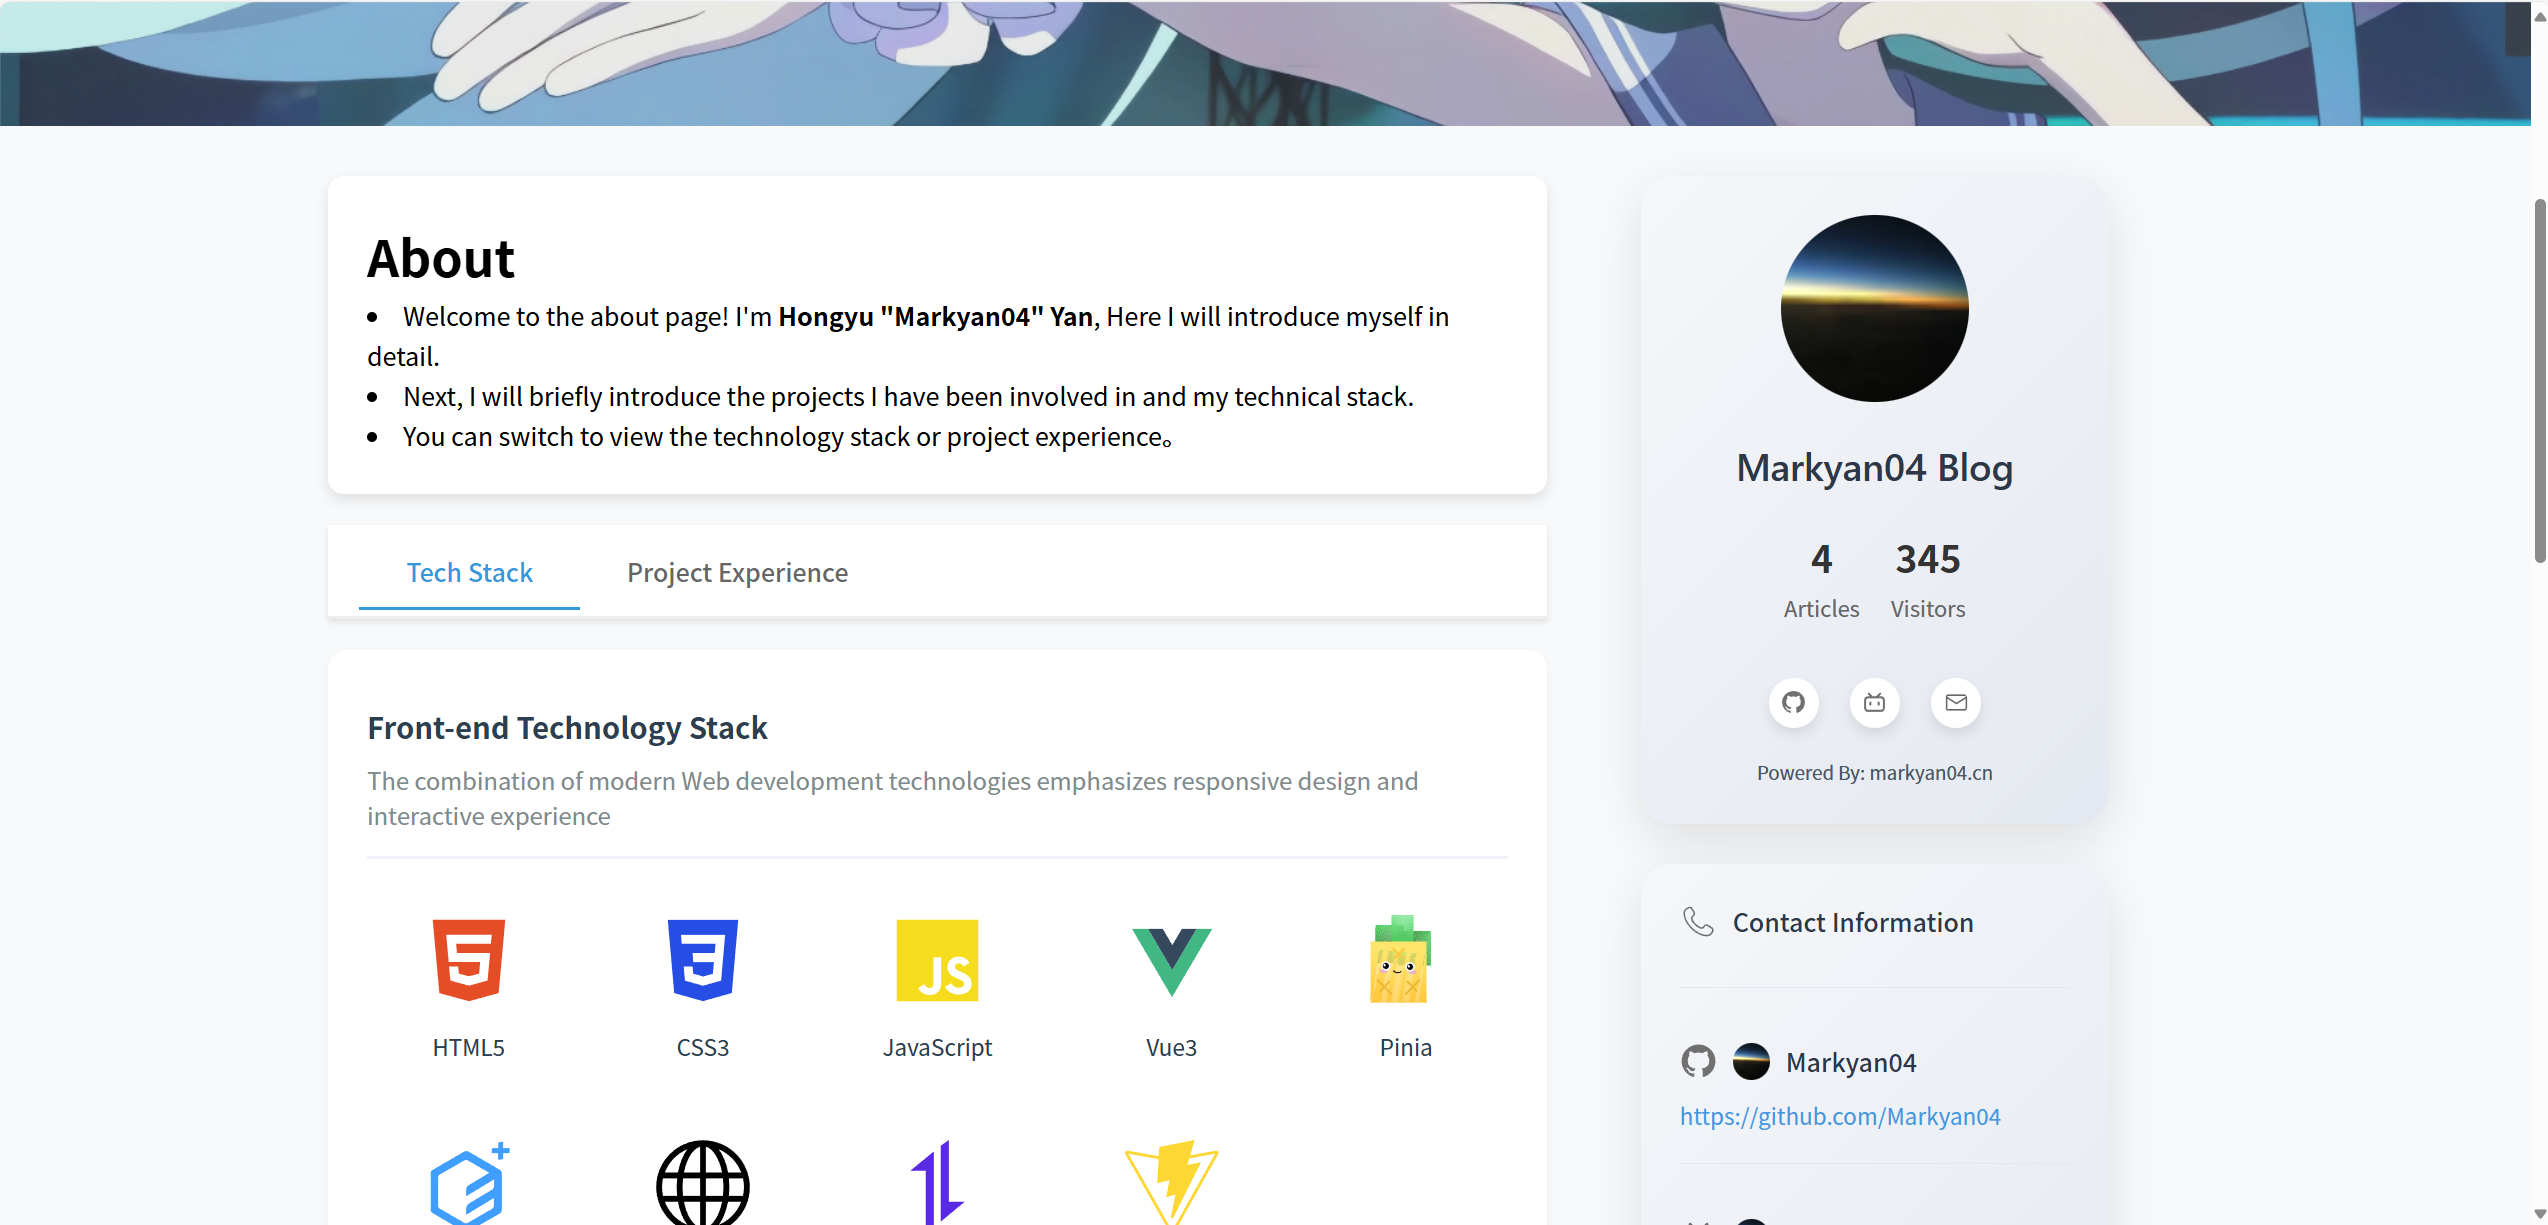 About
• Welcome to the about page! I'm Hongyu "Markyan04" Yan, Here I will introduce myself in
detail.
• Next, I will briefly introduce the projects I have been involved in and my technical stack.
• You can switch to view the technology stack or project experience。
Tech Stack
Project Experience
Front-end Technology Stack
The combination of modern Web development technologies emphasizes responsive design and
interactive experience
JS
HTML5
CSS3
JavaScript
Vue3
Pinia
Markyan04 Blog
4
345
Articles
Visitors
Powered By: markyan04.cn
Contact Information
Markyan04
https://github.com/Markyan04